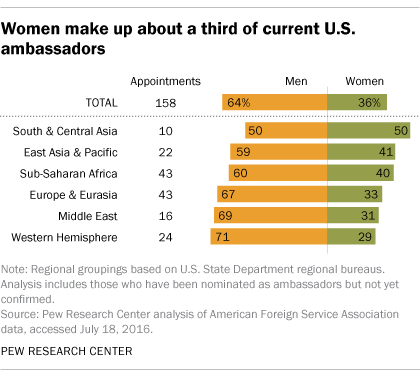 Women make up about a third of current U.S.
ambassadors
Appointments Men Women
TOTAL 158 64% 36%
South & Central Asia 10 50 50
East Asia & Pacific 22 59 41
Sub-Saharan Africa 43 60 40
Europe & Eurasia 43 67 33
Middle East 16 69 31
Western Hemisphere 24 71 29
Note: Regional groupings based on U.S. State Department regional bureaus.
Analysis includes those who have been nominated as ambassadors but not yet
confirmed.
Source: Pew Research Center analysis of American Foreign Service Association
data, accessed July 18, 2016.
PEW RESEARCH CENTER